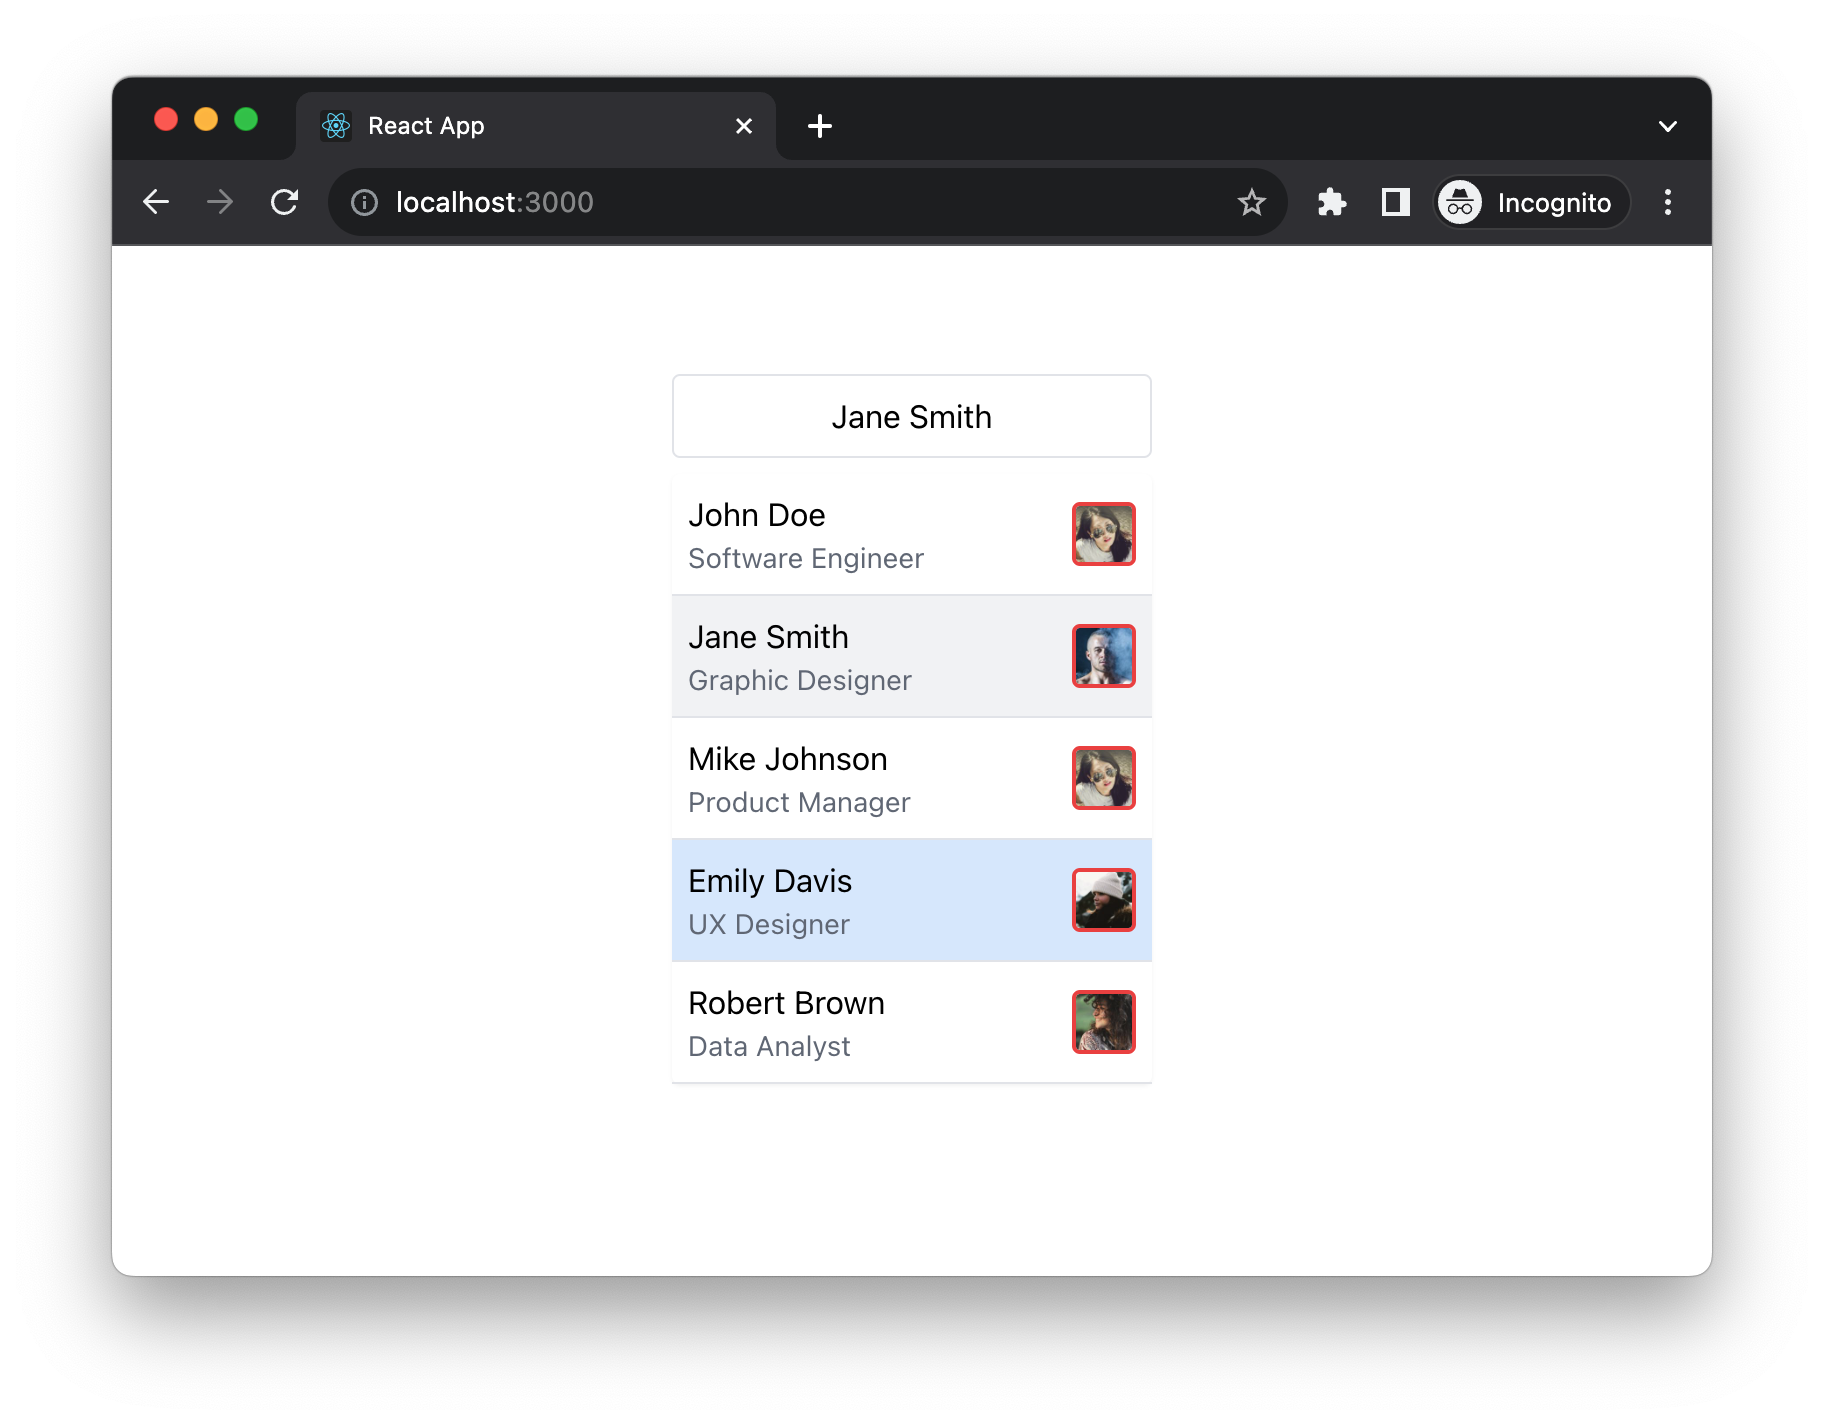 React App
localhost:3000
Incognito
Jane Smith
John Doe
Software Engineer
Jane Smith
Graphic Designer
Mike Johnson
Product Manager
Emily Davis
UX Designer
Robert Brown
Data Analyst